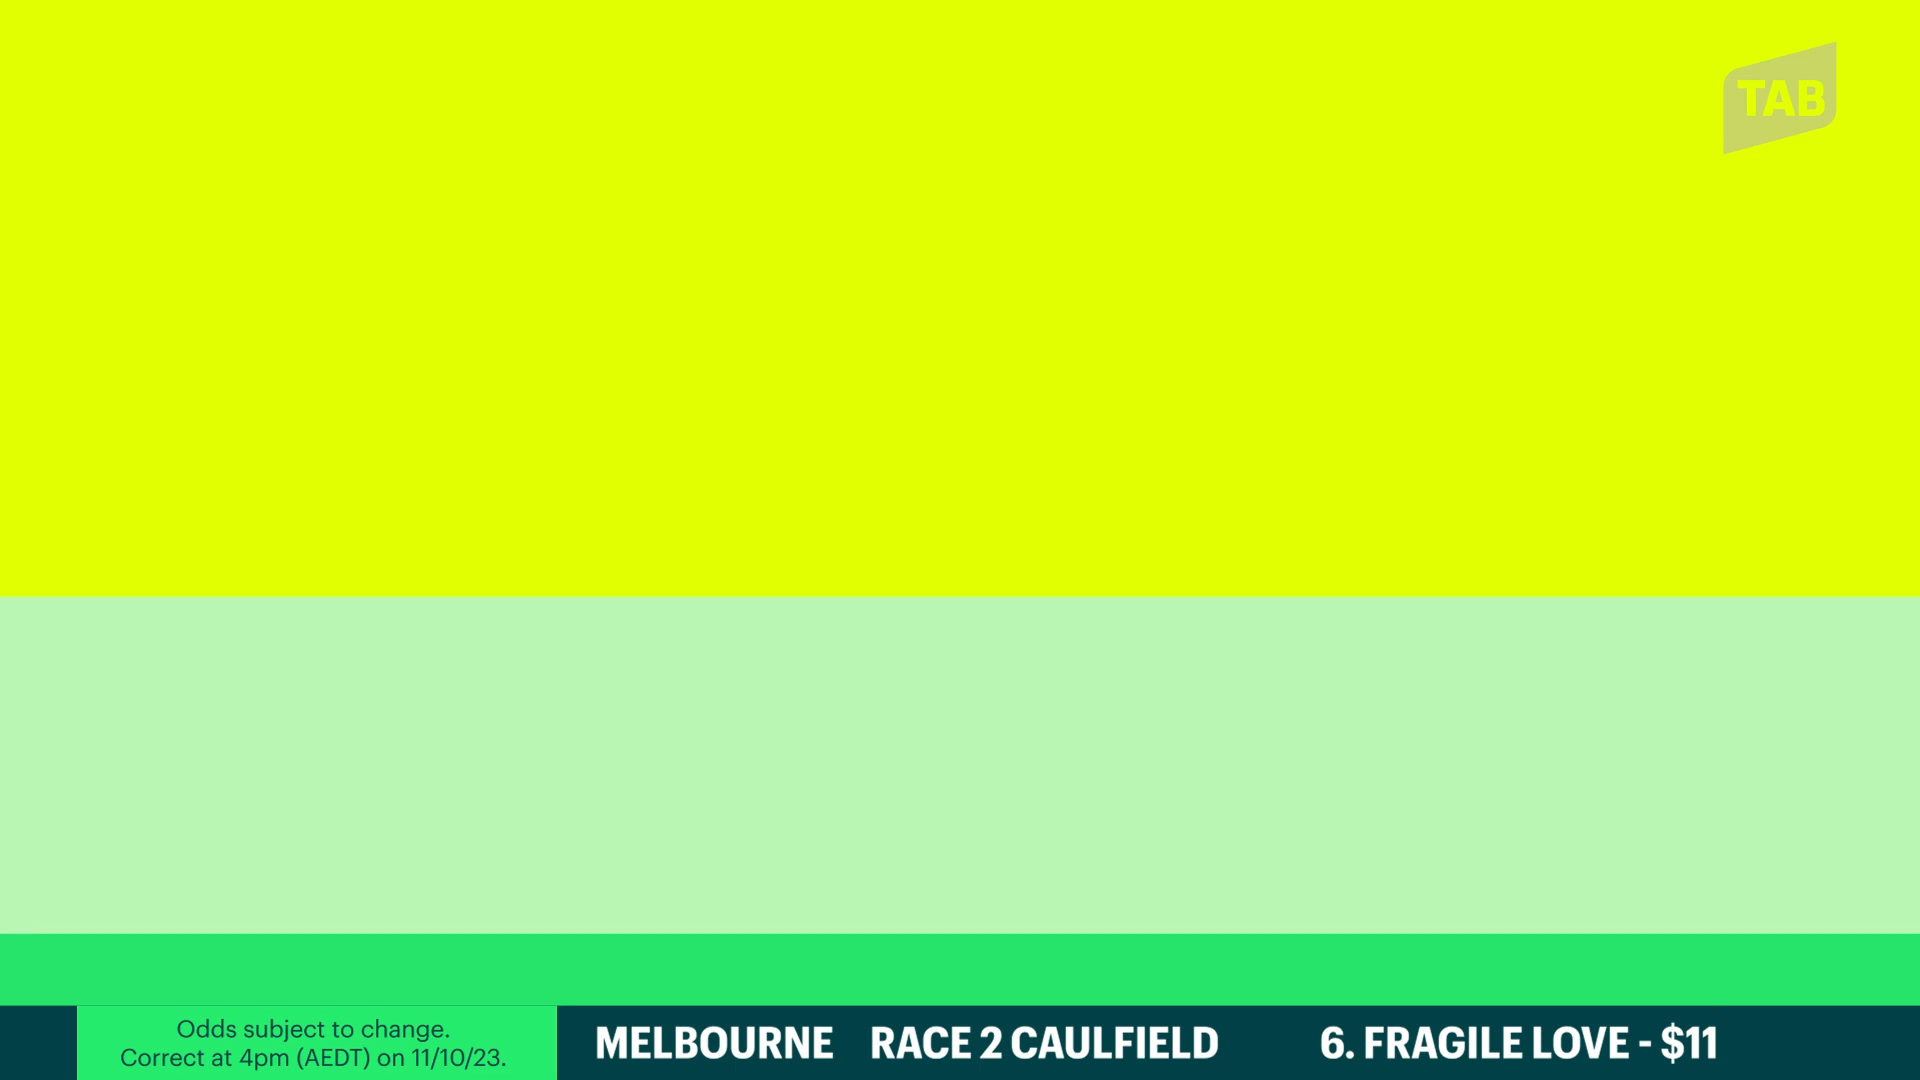 TAB
Odds subject to change.
Correct at 4pm (AEDT) on 11/10/23.
MELBOURNE RACE 2 CAULFIELD 6. FRAGILE LOVE - $11